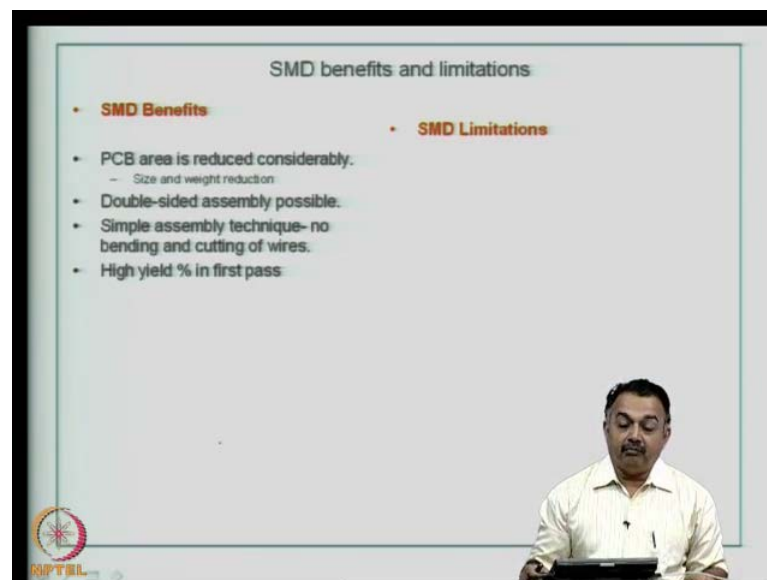 SMD benefits and limitations
• SMD Benefits
• PCB area is reduced considerably.
– Size and weight reduction
• Double-sided assembly possible.
• Simple assembly technique- no
bending and cutting of wires.
• High yield % in first pass
• SMD Limitations
NPTEL